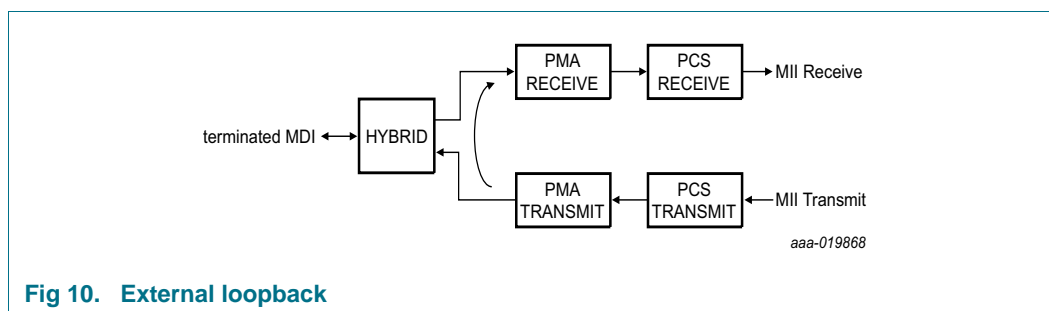 PMA
RECEIVE
PCS
RECEIVE
MII Receive
terminated MDI
HYBRID
PMA
TRANSMIT
PCS
TRANSMIT
MII Transmit
aaa-019868
Fig 10. External loopback